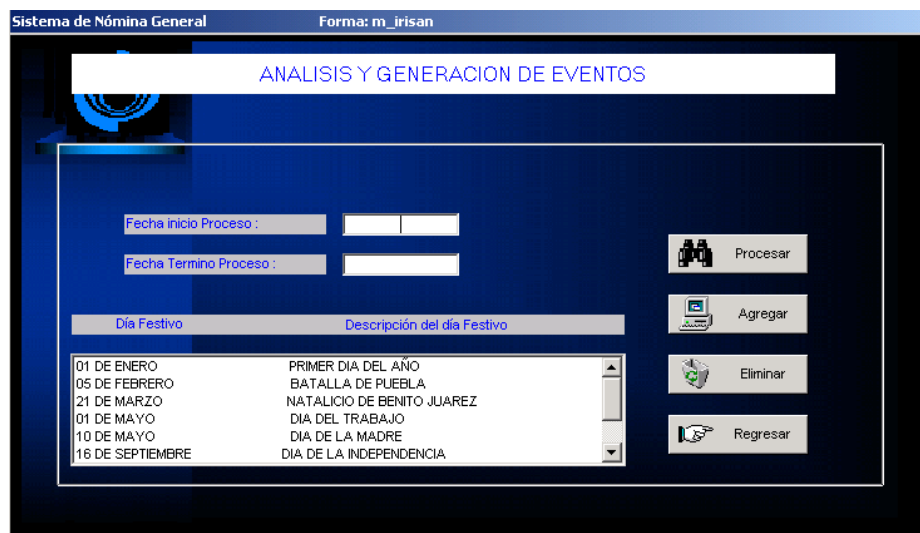 Sistema de Nómina General Forma: m_irisan
ANALISIS Y GENERACION DE EVENTOS
Fecha inicio Proceso :
Fecha Termino Proceso :
Procesar
Agregar
Eliminar
Regresar
Día Festivo Descripción del día Festivo
01 DE ENERO PRIMER DIA DEL AÑO
05 DE FEBRERO BATALLA DE PUEBLA
21 DE MARZO NATALICIO DE BENITO JUAREZ
01 DE MAYO DIA DEL TRABAJO
10 DE MAYO DIA DE LA MADRE
16 DE SEPTIEMBRE DIA DE LA INDEPENDENCIA